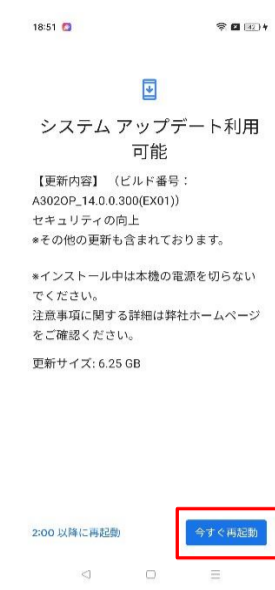 18:51
システム アップデート利用
可能
【更新内容】（ビルド番号：
A302OP_14.0.0.300(EX01)）
セキュリティの向上
*その他の更新も含まれております。
*インストール中は本機の電源を切らない
でください。
注意事項に関する詳細は弊社ホームページ
をご確認ください。
更新サイズ: 6.25 GB
2:00 以降に再起動
今すぐ再起動